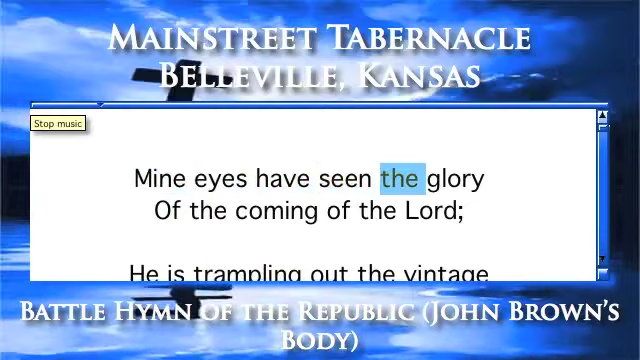 Mainstreet Tabernacle
Belleville, Kansas
Stop music
Mine eyes have seen the glory
Of the coming of the Lord;
He is trampling out the vintage
Battle Hymn of the Republic (John Brown's
Body)